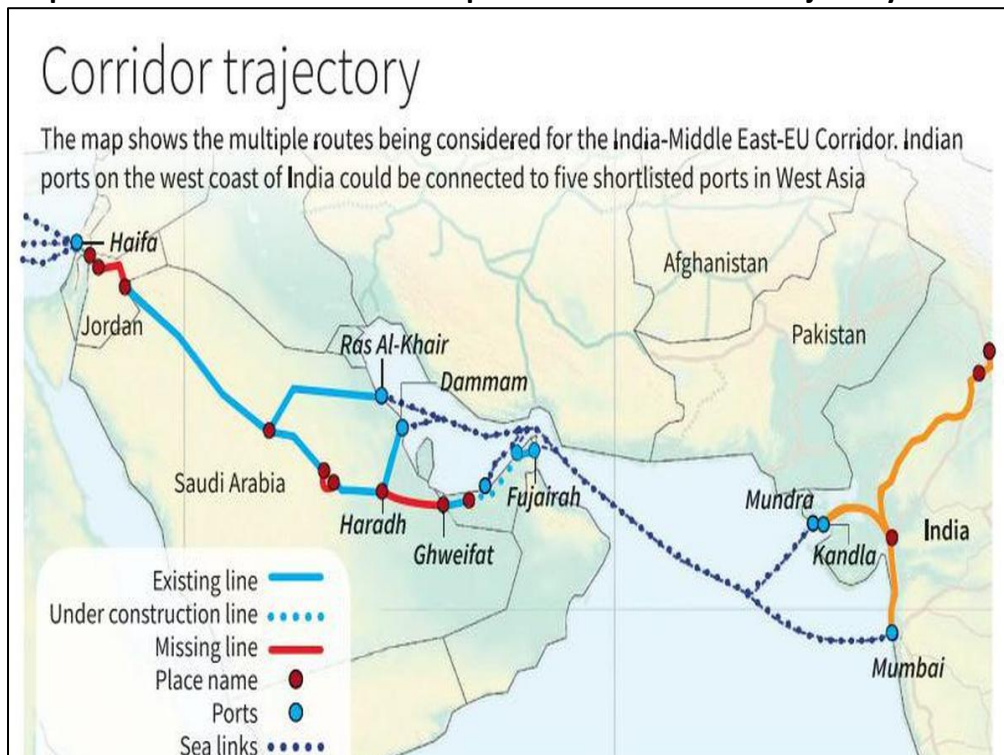 Corridor trajectory
The map shows the multiple routes being considered for the India-Middle East-EU Corridor. Indian
ports on the west coast of India could be connected to five shortlisted ports in West Asia
Haifa
Afghanistan
Jordan
Pakistan
Ras Al-Khair
Dammam
Saudi Arabia
Fujairah
Mundra
Haradh
India
Ghweifat
Kandla
Existing line
Under construction line
Missing line
Place name
Mumbai
Ports
Sea links